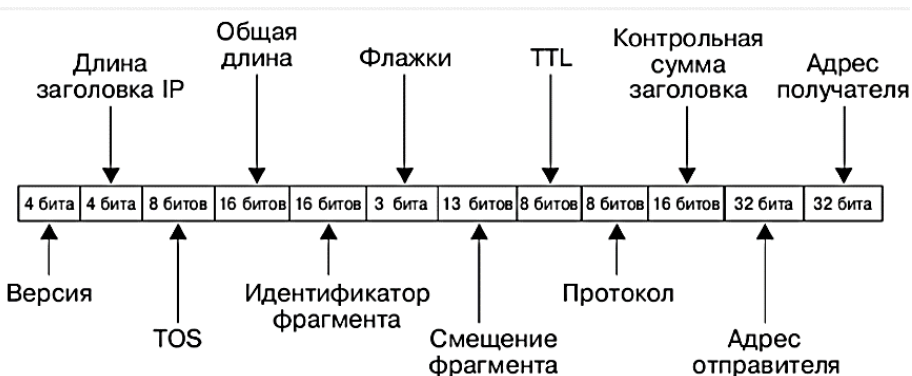 Длина
заголовка IP
Общая
длина
Флажки
TTL
Контрольная
сумма
заголовка
Адрес
получателя
4 бита
4 бита
8 битов
16 битов
16 битов
3 бита
13 битов
8 битов
8 битов
16 битов
32 бита
32 бита
Версия
TOS
Идентификатор
фрагмента
Смещение
фрагмента
Протокол
Адрес
отправителя